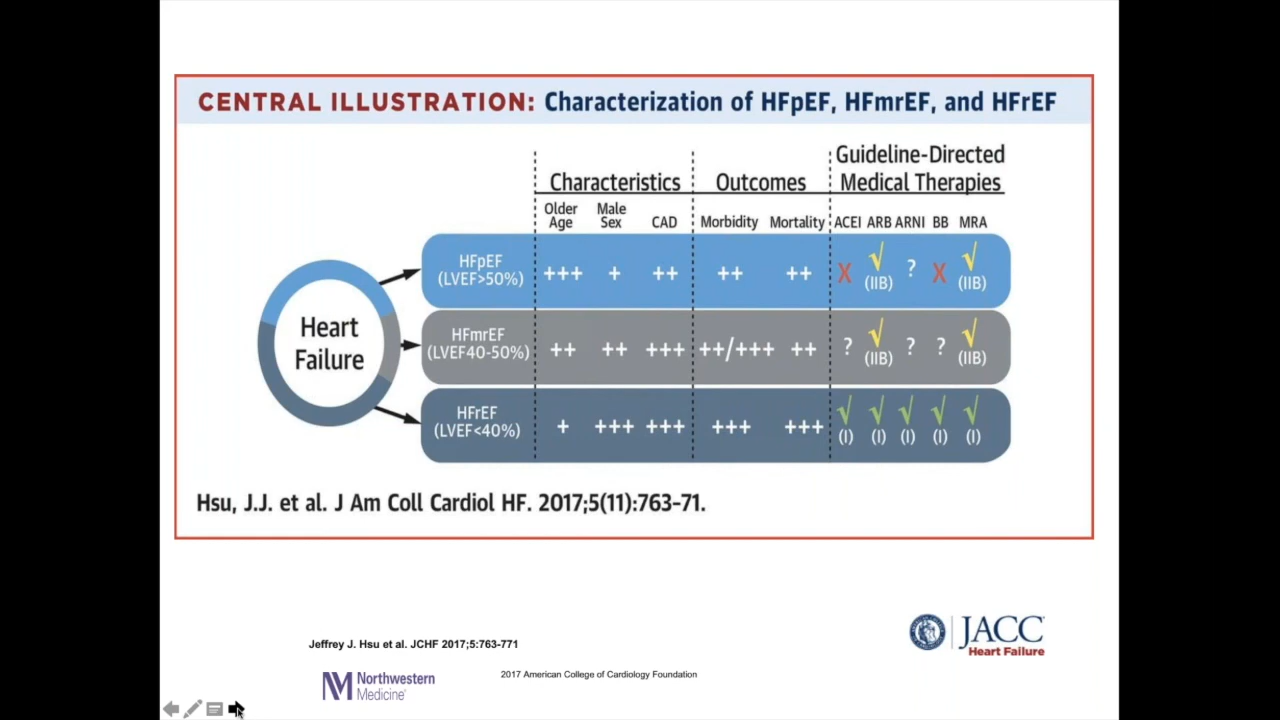 CENTRAL ILLUSTRATION: Characterization of HFpEF, HFmrEF, and HFrEF
Guideline-Directed
Characteristics Outcomes Medical Therapies
Older Male
Age Sex CAD Morbidity Mortality ACEI ARB ARNI BB MRA
HFpEF
(LVEF>50%) +++ + ++ ++ ++ X √ ? X √
(IIB) (IIB)
Heart
Failure
HFmrEF
(LVEF40-50%) ++ ++ +++ ++/+++ ++ ? √ ? ? √
(IIB) (IIB)
HFrEF
(LVEF<40%) + +++ +++ +++ +++ √ √ √ √ √
(I) (I) (I) (I) (I)
Hsu, J.J. et al. J Am Coll Cardiol HF. 2017;5(11):763-71.
JACC
Heart Failure
Jeffrey J. Hsu et al. JCHF 2017;5:763-771
2017 American College of Cardiology Foundation
NM Northwestern
Medicine